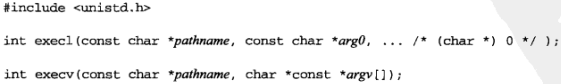 #include <unistd.h>
int execl(const char *pathname, const char *arg0, ... /* (char *) 0 */ );
int execv(const char *pathname, char *const *argv[]);